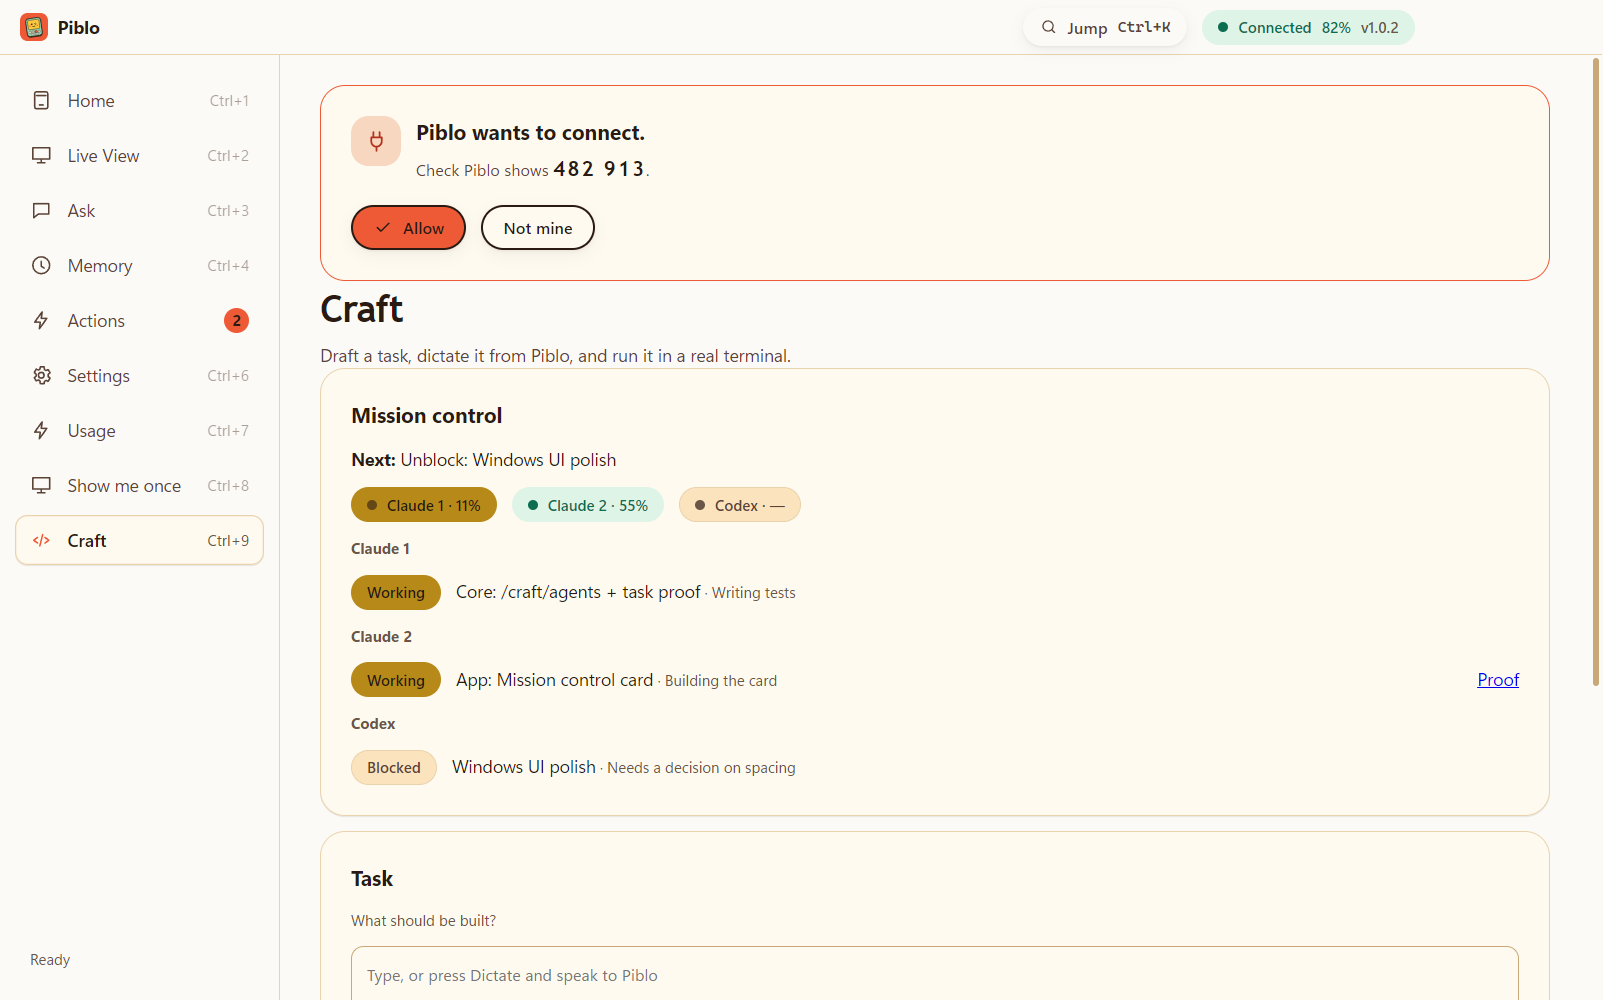 Piblo
Jump Ctrl+K
Connected 82% v1.0.2
Home Ctrl+1
Live View Ctrl+2
Ask Ctrl+3
Memory Ctrl+4
Actions 2
Settings Ctrl+6
Usage Ctrl+7
Show me once Ctrl+8
Craft Ctrl+9
Ready
Piblo wants to connect.
Check Piblo shows 482 913.
Allow
Not mine
Craft
Draft a task, dictate it from Piblo, and run it in a real terminal.
Mission control
Next: Unblock: Windows UI polish
Claude 1 · 11%
Claude 2 · 55%
Codex · —
Claude 1
Working Core: /craft/agents + task proof · Writing tests
Claude 2
Working App: Mission control card · Building the card Proof
Codex
Blocked Windows UI polish · Needs a decision on spacing
Task
What should be built?
Type, or press Dictate and speak to Piblo